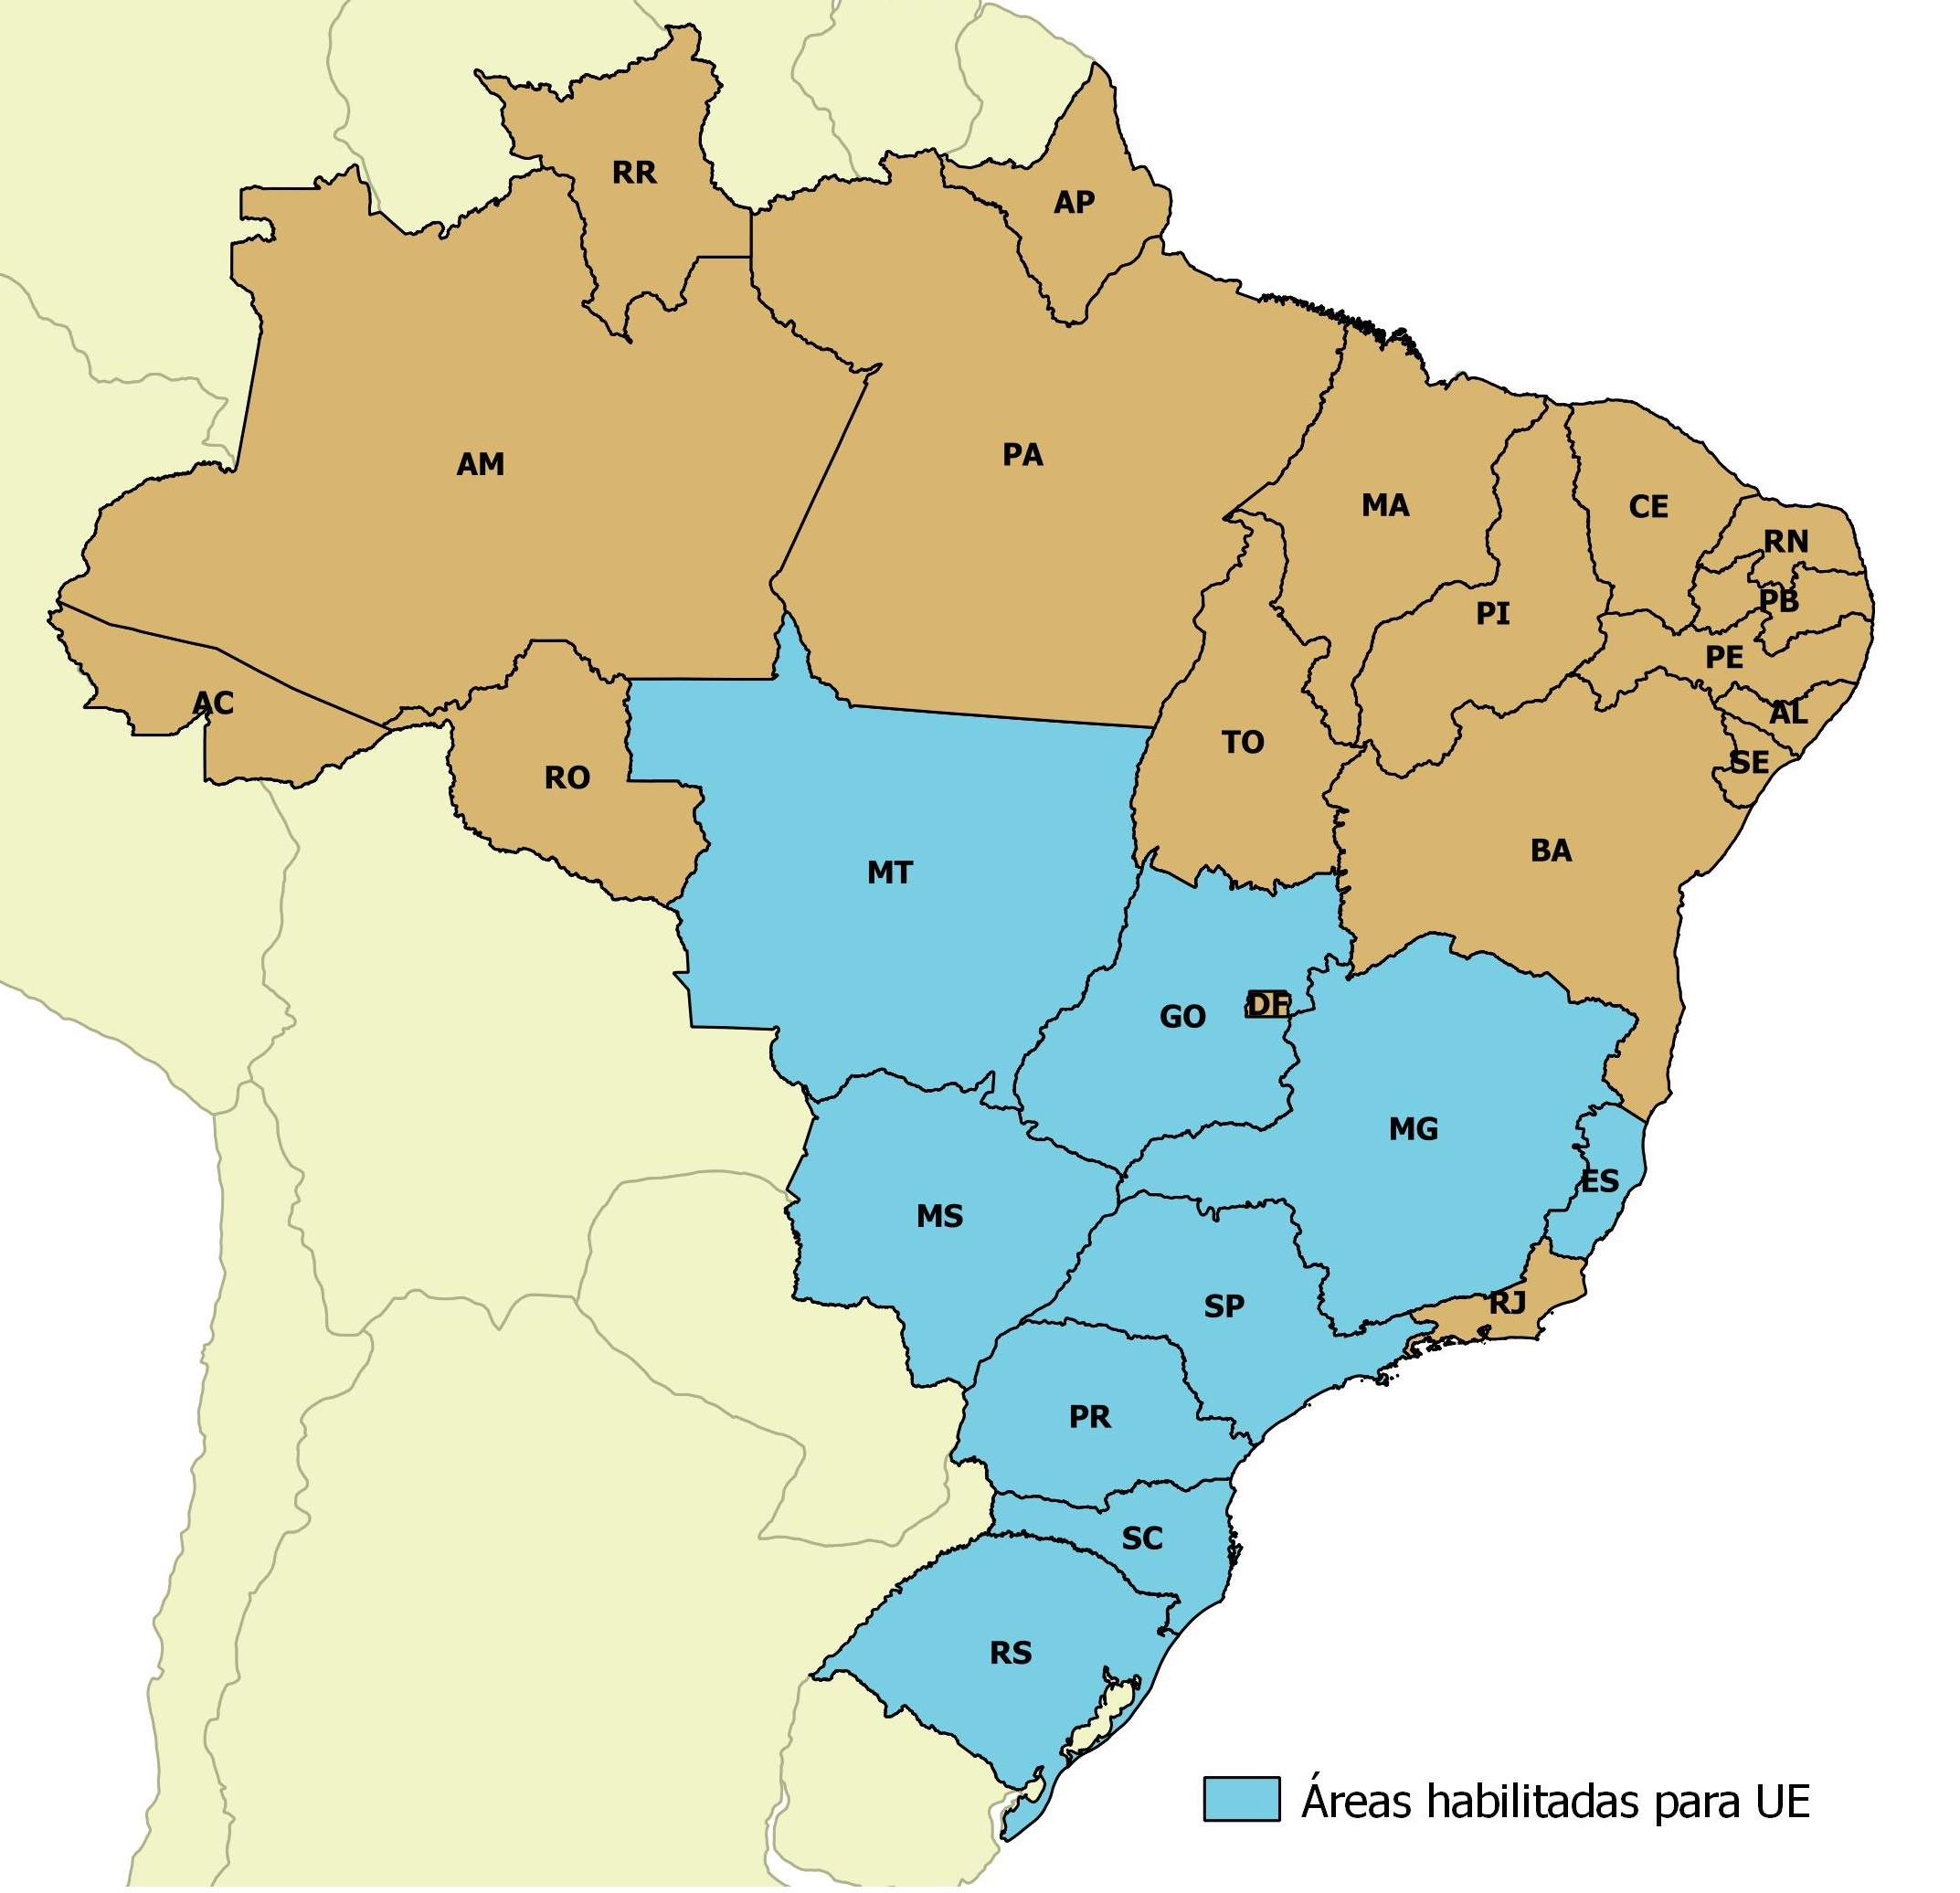 RR
AP
AM
PA
MA
CE
RN
PB
PI
PE
AC
AL
TO
SE
RO
BA
MT
DF
GO
MG
ES
MS
RJ
SP
PR
SC
RS
Áreas habilitadas para UE